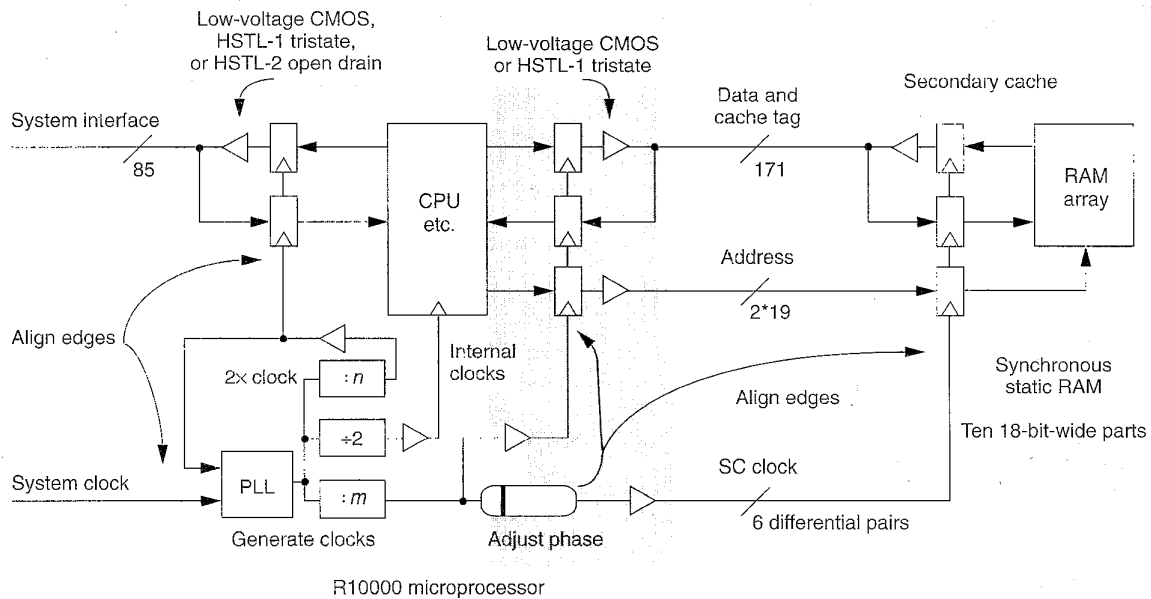 Low-voltage CMOS,
HSTL-1 tristate,
or HSTL-2 open drain
Low-voltage CMOS
or HSTL-1 tristate
System interface
85
CPU
etc.
Data and
cache tag
171
Secondary cache
RAM
array
Address
2*19
Align edges
2x clock
:n
Internal
clocks
÷2
Align edges
Synchronous
static RAM
Ten 18-bit-wide parts
System clock
PLL
:m
SC clock
6 differential pairs
Generate clocks
Adjust phase
R10000 microprocessor